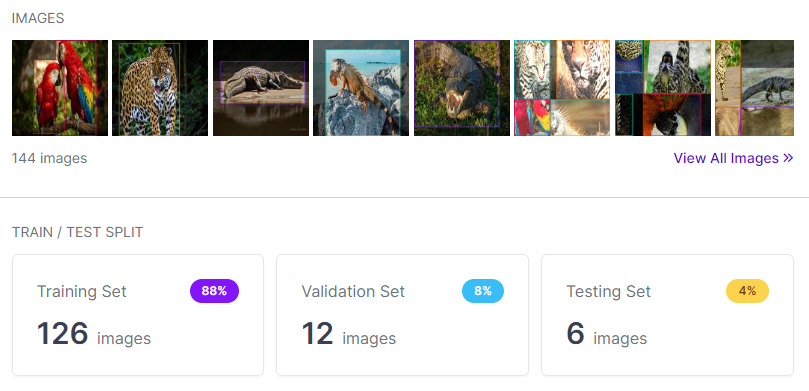 IMAGES
144 images
View All Images »
TRAIN / TEST SPLIT
Training Set 88%
126 images
Validation Set 8%
12 images
Testing Set 4%
6 images